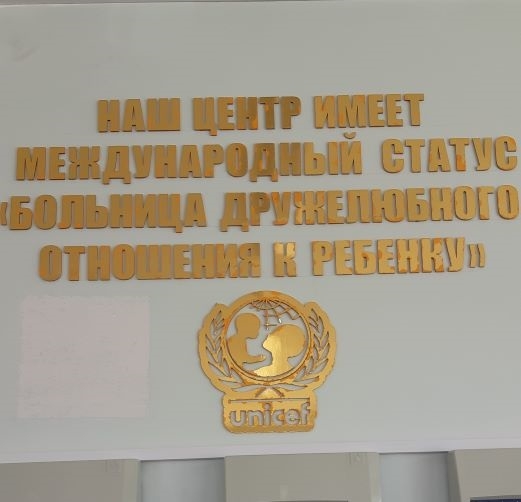 НАШ ЦЕНТР ИМЕЕТ
МЕЖДУНАРОДНЫЙ СТАТУС
«БОЛЬНИЦА ДРУЖЕЛЮБНОГО
ОТНОШЕНИЯ К РЕБЕНКУ»
unicef